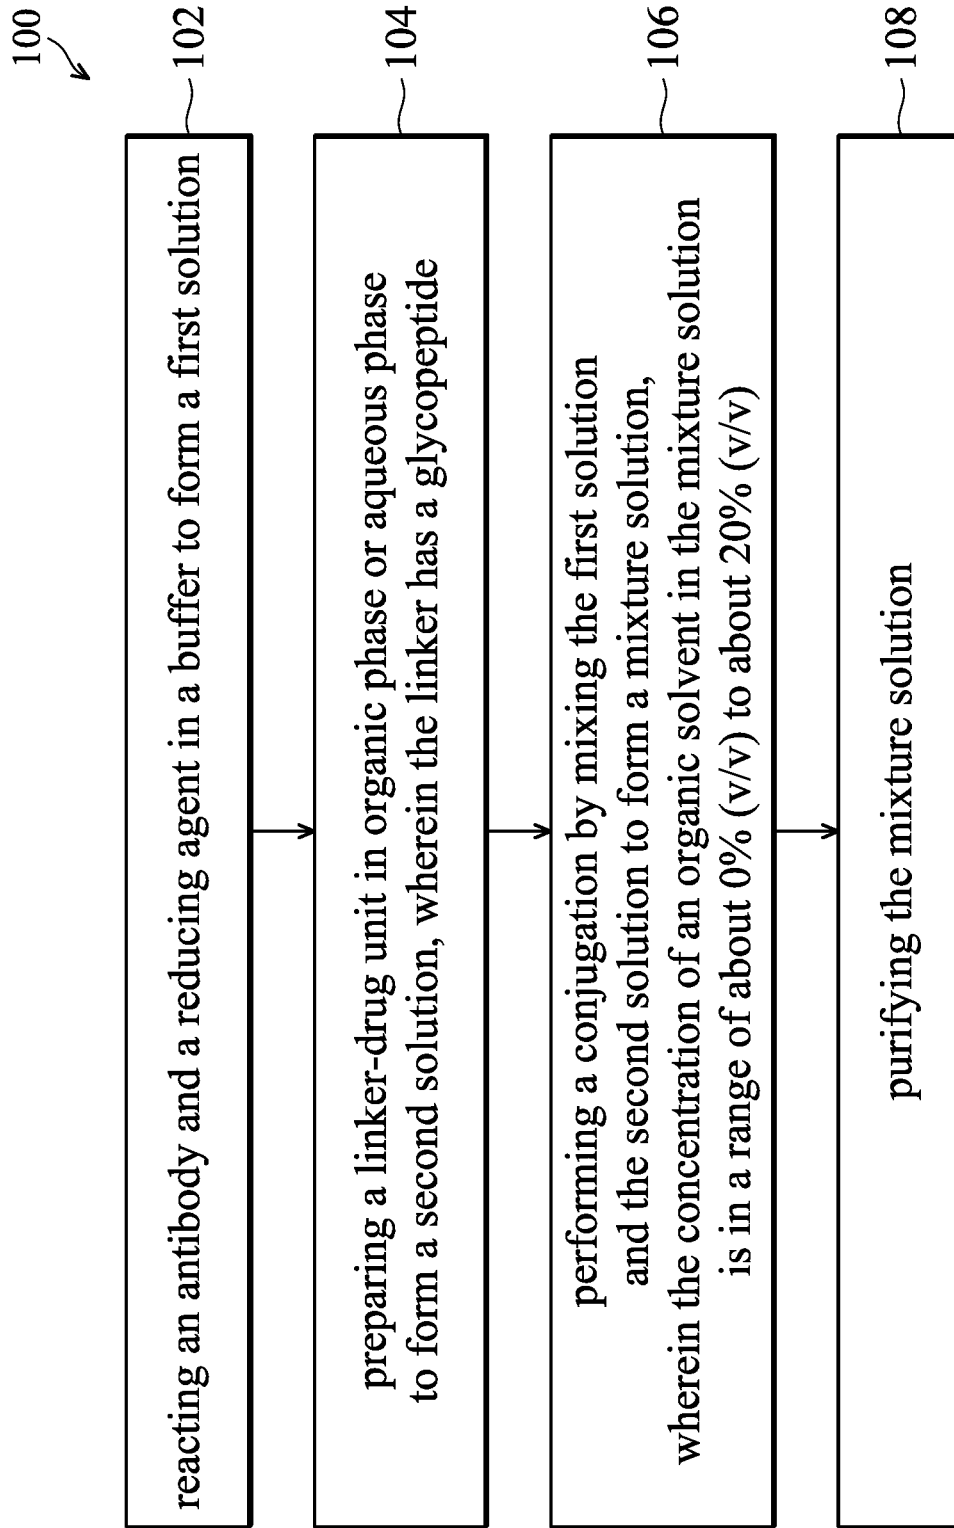 100
reacting an antibody and a reducing agent in a buffer to form a first solution
102
preparing a linker-drug unit in organic phase or aqueous phase
to form a second solution, wherein the linker has a glycopeptide
104
performing a conjugation by mixing the first solution
and the second solution to form a mixture solution,
wherein the concentration of an organic solvent in the mixture solution
is in a range of about 0% (v/v) to about 20% (v/v)
106
purifying the mixture solution
108